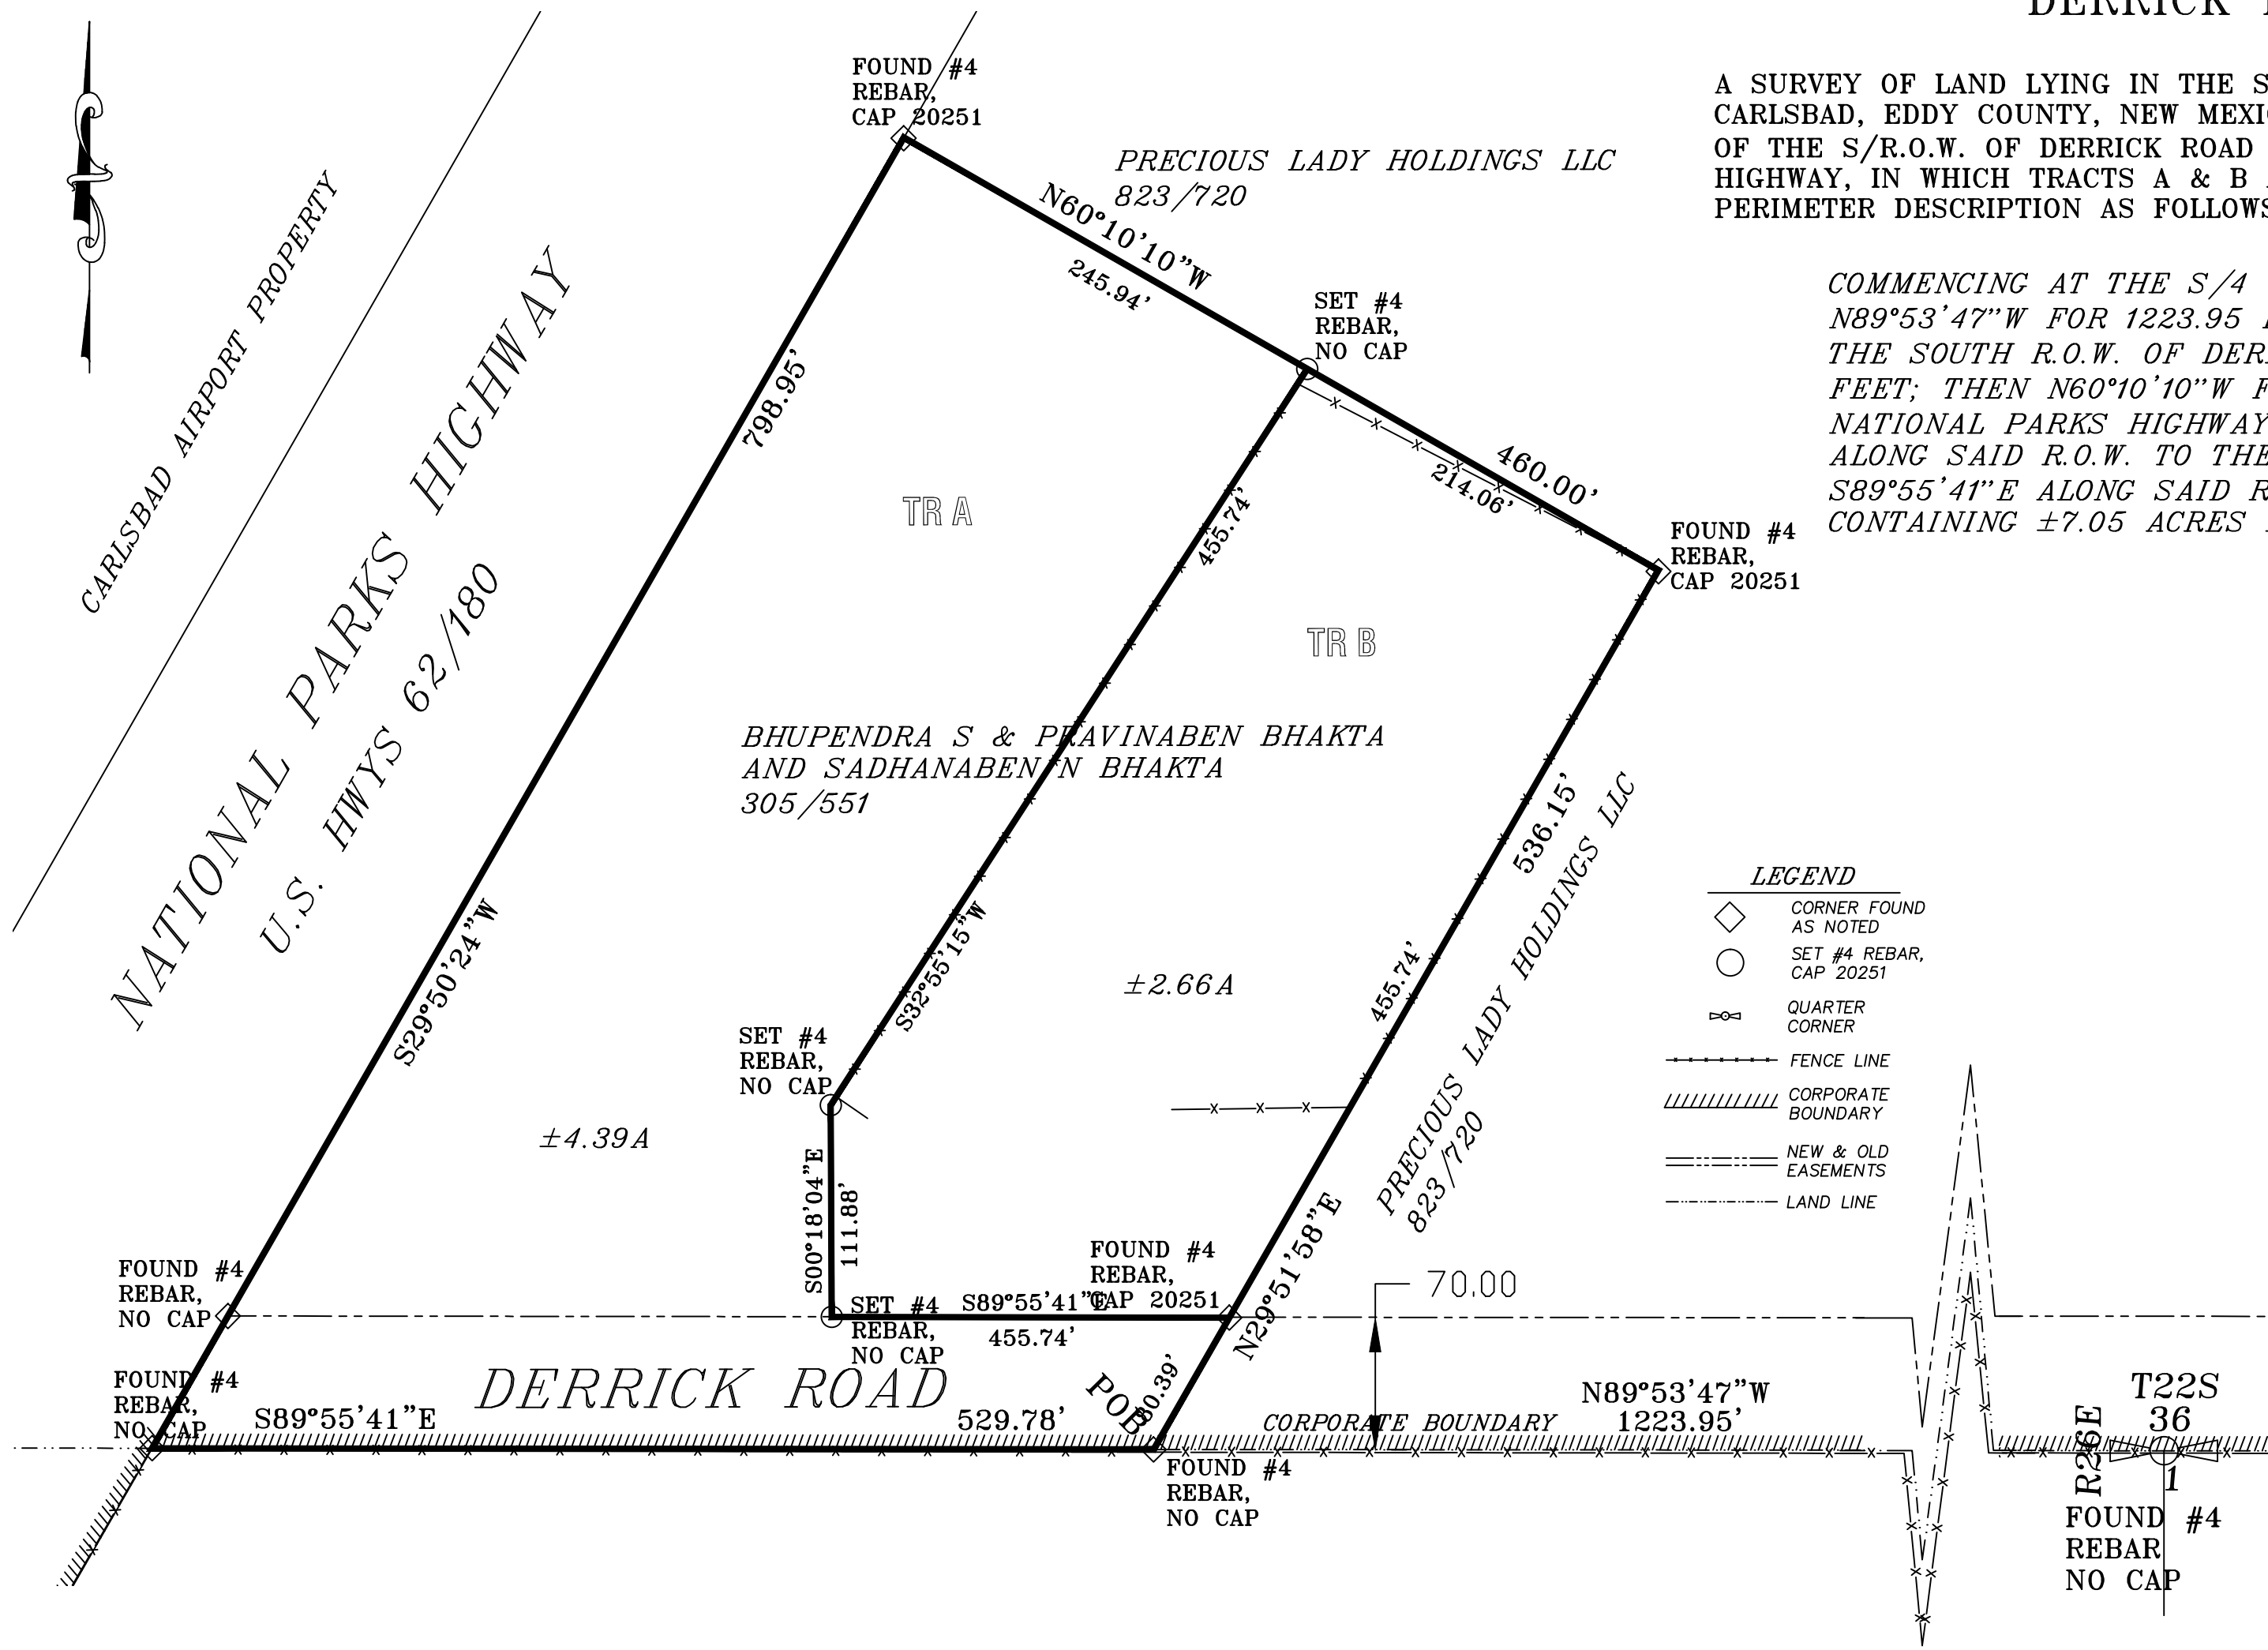 FOUND #4
REBAR,
CAP 20251
PRECIOUS LADY HOLDINGS LLC
823/720
N60°10'10"W
245.94'
SET #4
REBAR,
NO CAP
460.00'
214.06'
FOUND #4
REBAR,
CAP 20251
A SURVEY OF LAND LYING IN THE
CARLSBAD, EDDY COUNTY, NEW
OF THE S/R.O.W. OF DERRICK ROAD
HIGHWAY, IN WHICH TRACTS A & B
PERIMETER DESCRIPTION AS
COMMENCING AT THE S/4
N89°53'47"W FOR 1223.95
THE SOUTH R.O.W. OF
FEET; THEN N60°10'10"W
NATIONAL PARKS HIGHWAY
ALONG SAID R.O.W. TO THE
S89°55'41"E ALONG SAID
CONTAINING ±7.05 ACRES
DERRICK
CARLSBAD AIRPORT PROPERTY
NATIONAL PARKS HIGHWAY
U.S. HWYS 62/180
798.95'
S29°50'24"W
TR A
455.74'
TR B
BHUPENDRA S & PRAVINABEN BHAKTA
AND SADHANABEN N BHAKTA
305/551
S32°55'15"W
±2.66A
±4.39A
536.15'
455.74'
PRECIOUS LADY HOLDINGS LLC
823/720
N29°51'58"E
SET #4
REBAR,
NO CAP
S00°18'04"E
111.88'
FOUND #4
REBAR,
CAP 20251
SET #4
REBAR,
NO CAP
S89°55'41"E
455.74'
FOUND #4
REBAR,
NO CAP
FOUND #4
REBAR,
NO CAP
DERRICK ROAD
S89°55'41"E
529.78'
POB
80.39'
FOUND #4
REBAR,
NO CAP
70.00
CORPORATE BOUNDARY
N89°53'47"W
1223.95'
LEGEND
CORNER FOUND
AS NOTED
SET #4 REBAR,
CAP 20251
QUARTER
CORNER
FENCE LINE
CORPORATE
BOUNDARY
NEW & OLD
EASEMENTS
LAND LINE
T22S
36
R26E
1
FOUND #4
REBAR
NO CAP